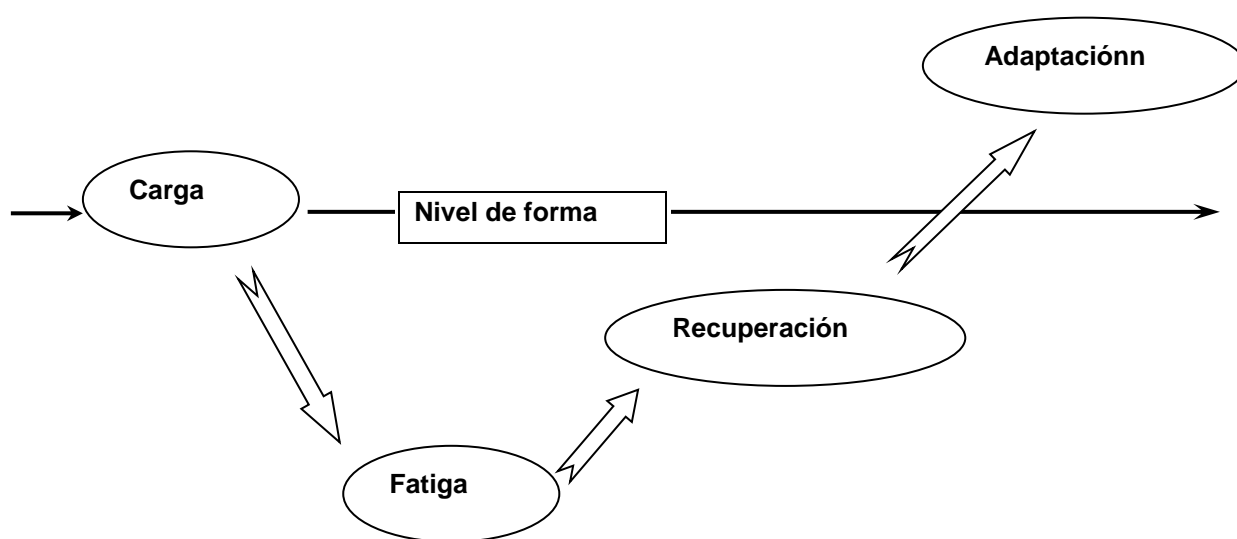 Adaptaciónn
Carga
Nivel de forma
Recuperación
Fatiga